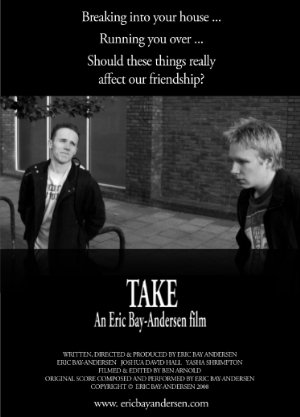 Breaking into your house ...
Running you over ...
Should these things really
affect our friendship?
TAKE
An Eric Bay-Andersen film
WRITTEN, DIRECTED & PRODUCED BY ERIC BAY ANDERSEN
ERIC BAY-ANDERSEN JOSHUA DAVID HALL YASHA SHRIMPTON
FILMED & EDITED BY BEN ARNOLD
ORIGINAL SCORE COMPOSED AND PERFORMED BY ERIC BAY ANDERSEN
COPYRIGHT © ERIC BAY-ANDERSEN 2008
www. ericbayandersen.com